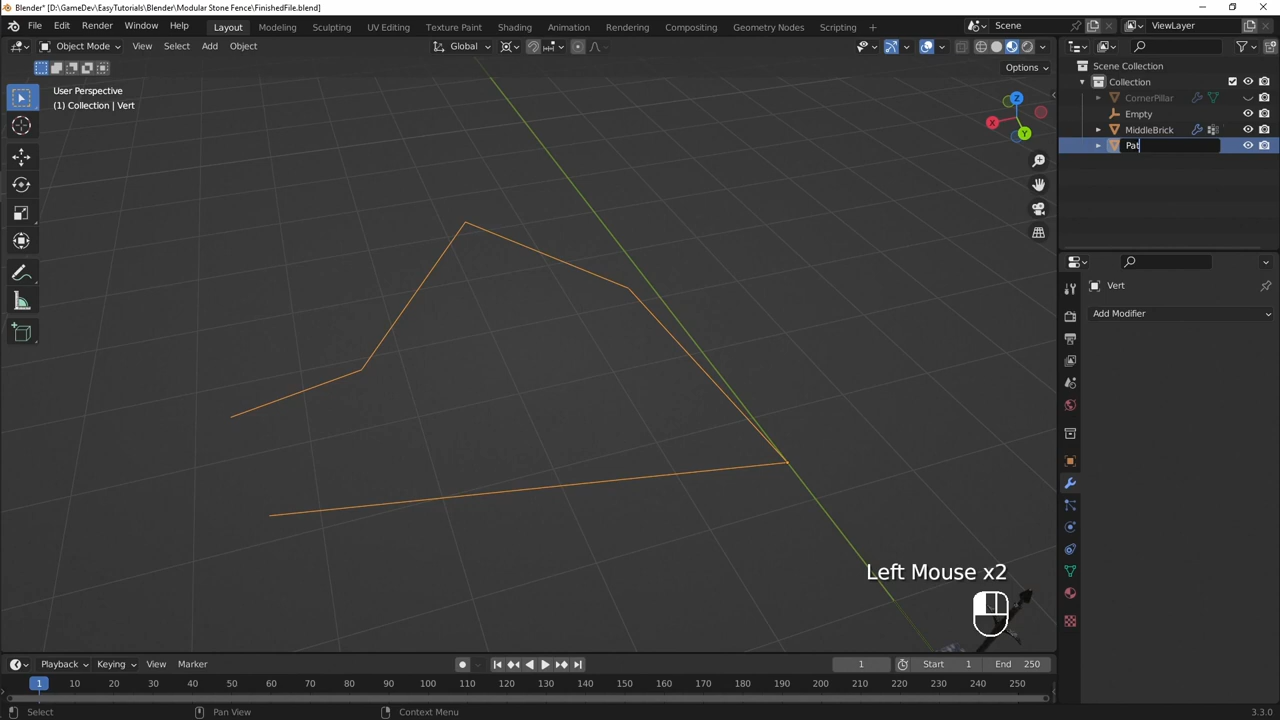 Blender* [D:\GameDev\EasyTutorials\Blender\Modular Stone Fence\FinishedFile.blend]
File Edit Render Window Help Layout Modeling Sculpting UV Editing Texture Paint Shading Animation Rendering Compositing Geometry Nodes Scripting Scene ViewLayer
Object Mode View Select Add Object Global
Options
User Perspective
(1) Collection | Vert
Scene Collection
Collection
CornerPillar
Empty
MiddleBrick
Pat
X
Y
Z
Vert
Add Modifier
Left Mouse x2
Playback Keying View Marker 1 Start 1 End 250
1 10 20 30 40 50 60 70 80 90 100 110 120 130 140 150 160 170 180 190 200 210 220 230 240 250
Select Pan View Context Menu 3.3.0